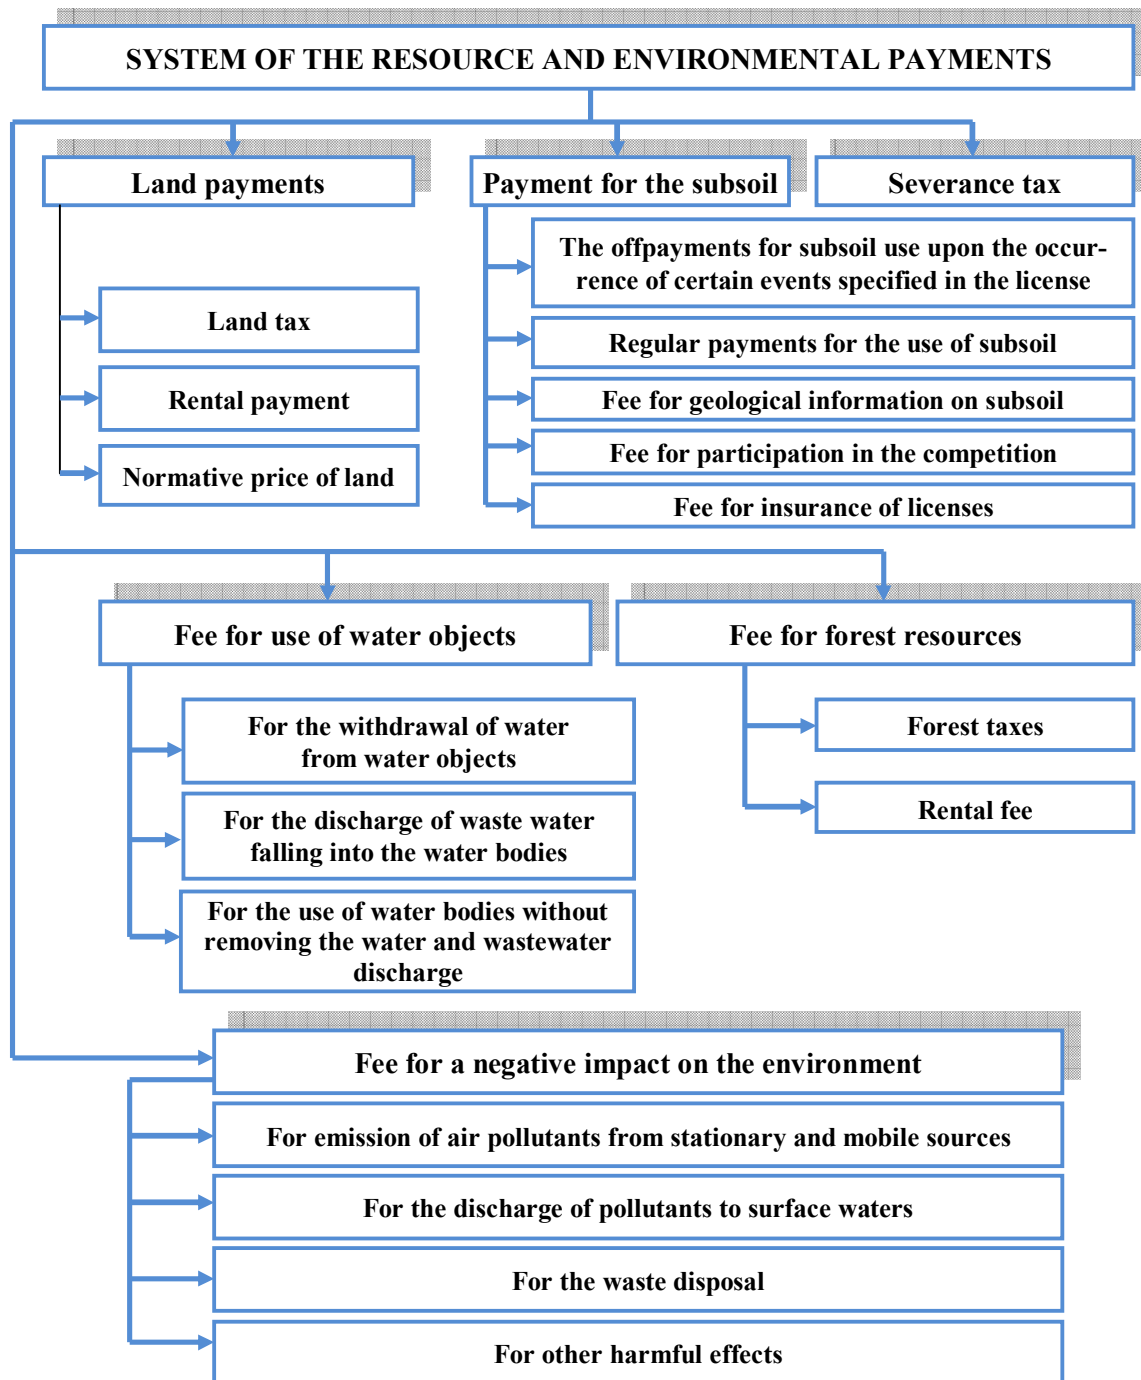 SYSTEM OF THE RESOURCE AND ENVIRONMENTAL PAYMENTS
Land payments
Payment for the subsoil
Severance tax
The offpayments for subsoil use upon the occur-
rence of certain events specified in the license
Land tax
Regular payments for the use of subsoil
Rental payment
Fee for geological information on subsoil
Fee for participation in the competition
Normative price of land
Fee for insurance of licenses
Fee for use of water objects
Fee for forest resources
For the withdrawal of water
from water objects
Forest taxes
Rental fee
For the discharge of waste water
falling into the water bodies
For the use of water bodies without
removing the water and wastewater
discharge
Fee for a negative impact on the environment
For emission of air pollutants from stationary and mobile sources
For the discharge of pollutants to surface waters
For the waste disposal
For other harmful effects